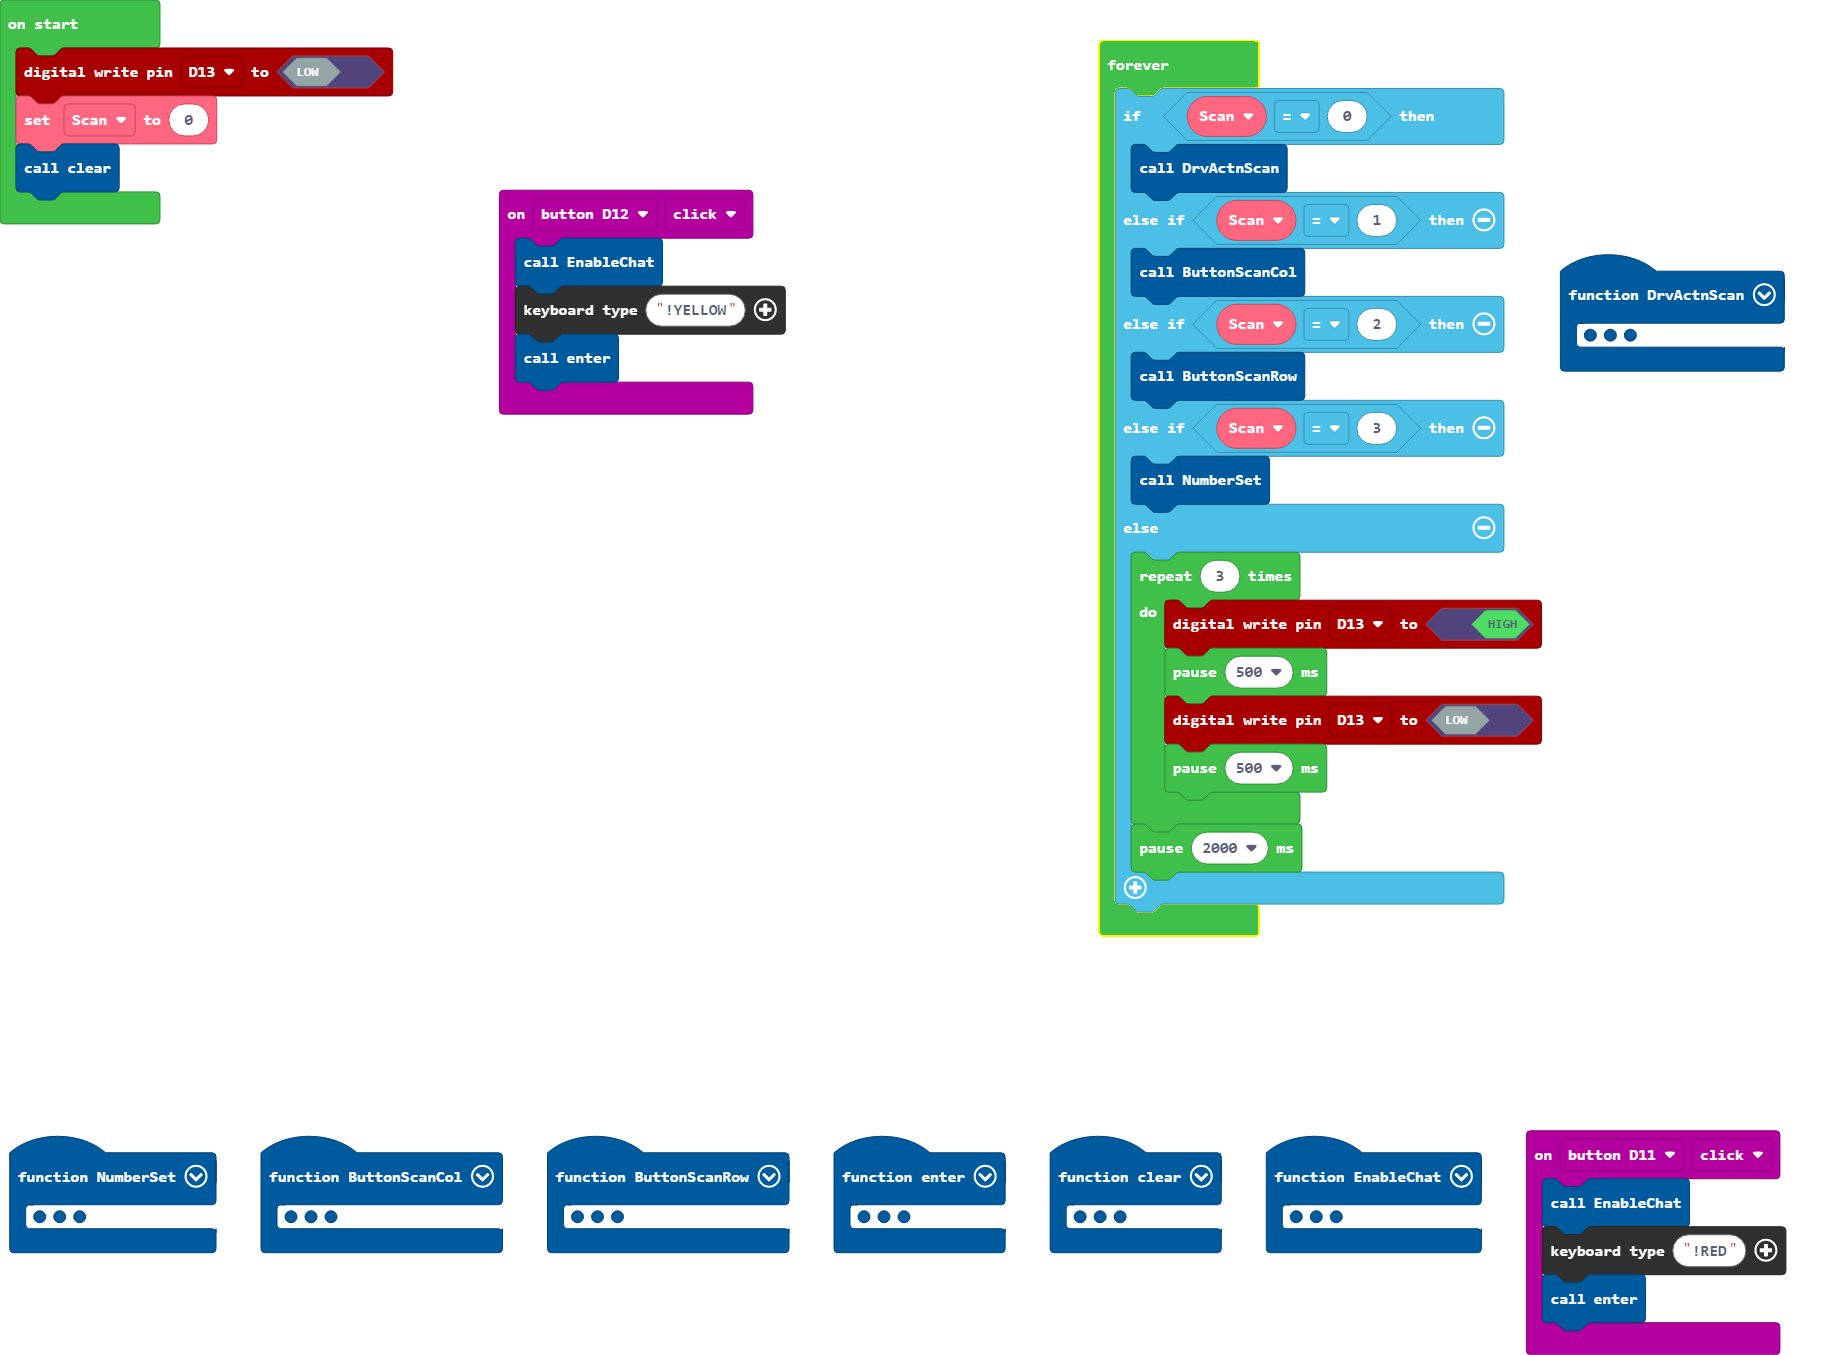 on start
digital write pin D13 to LOW
set Scan to 0
call clear
on button D12 click
call EnableChat
keyboard type "!YELLOW"
call enter
forever
if Scan = 0 then
call DrvActnScan
else if Scan = 1 then
call ButtonScanCol
else if Scan = 2 then
call ButtonScanRow
else if Scan = 3 then
call NumberSet
else
repeat 3 times
do
digital write pin D13 to HIGH
pause 500 ms
digital write pin D13 to LOW
pause 500 ms
pause 2000 ms
function DrvActnScan
function NumberSet
function ButtonScanCol
function ButtonScanRow
function enter
function clear
function EnableChat
on button D11 click
call EnableChat
keyboard type "!RED"
call enter